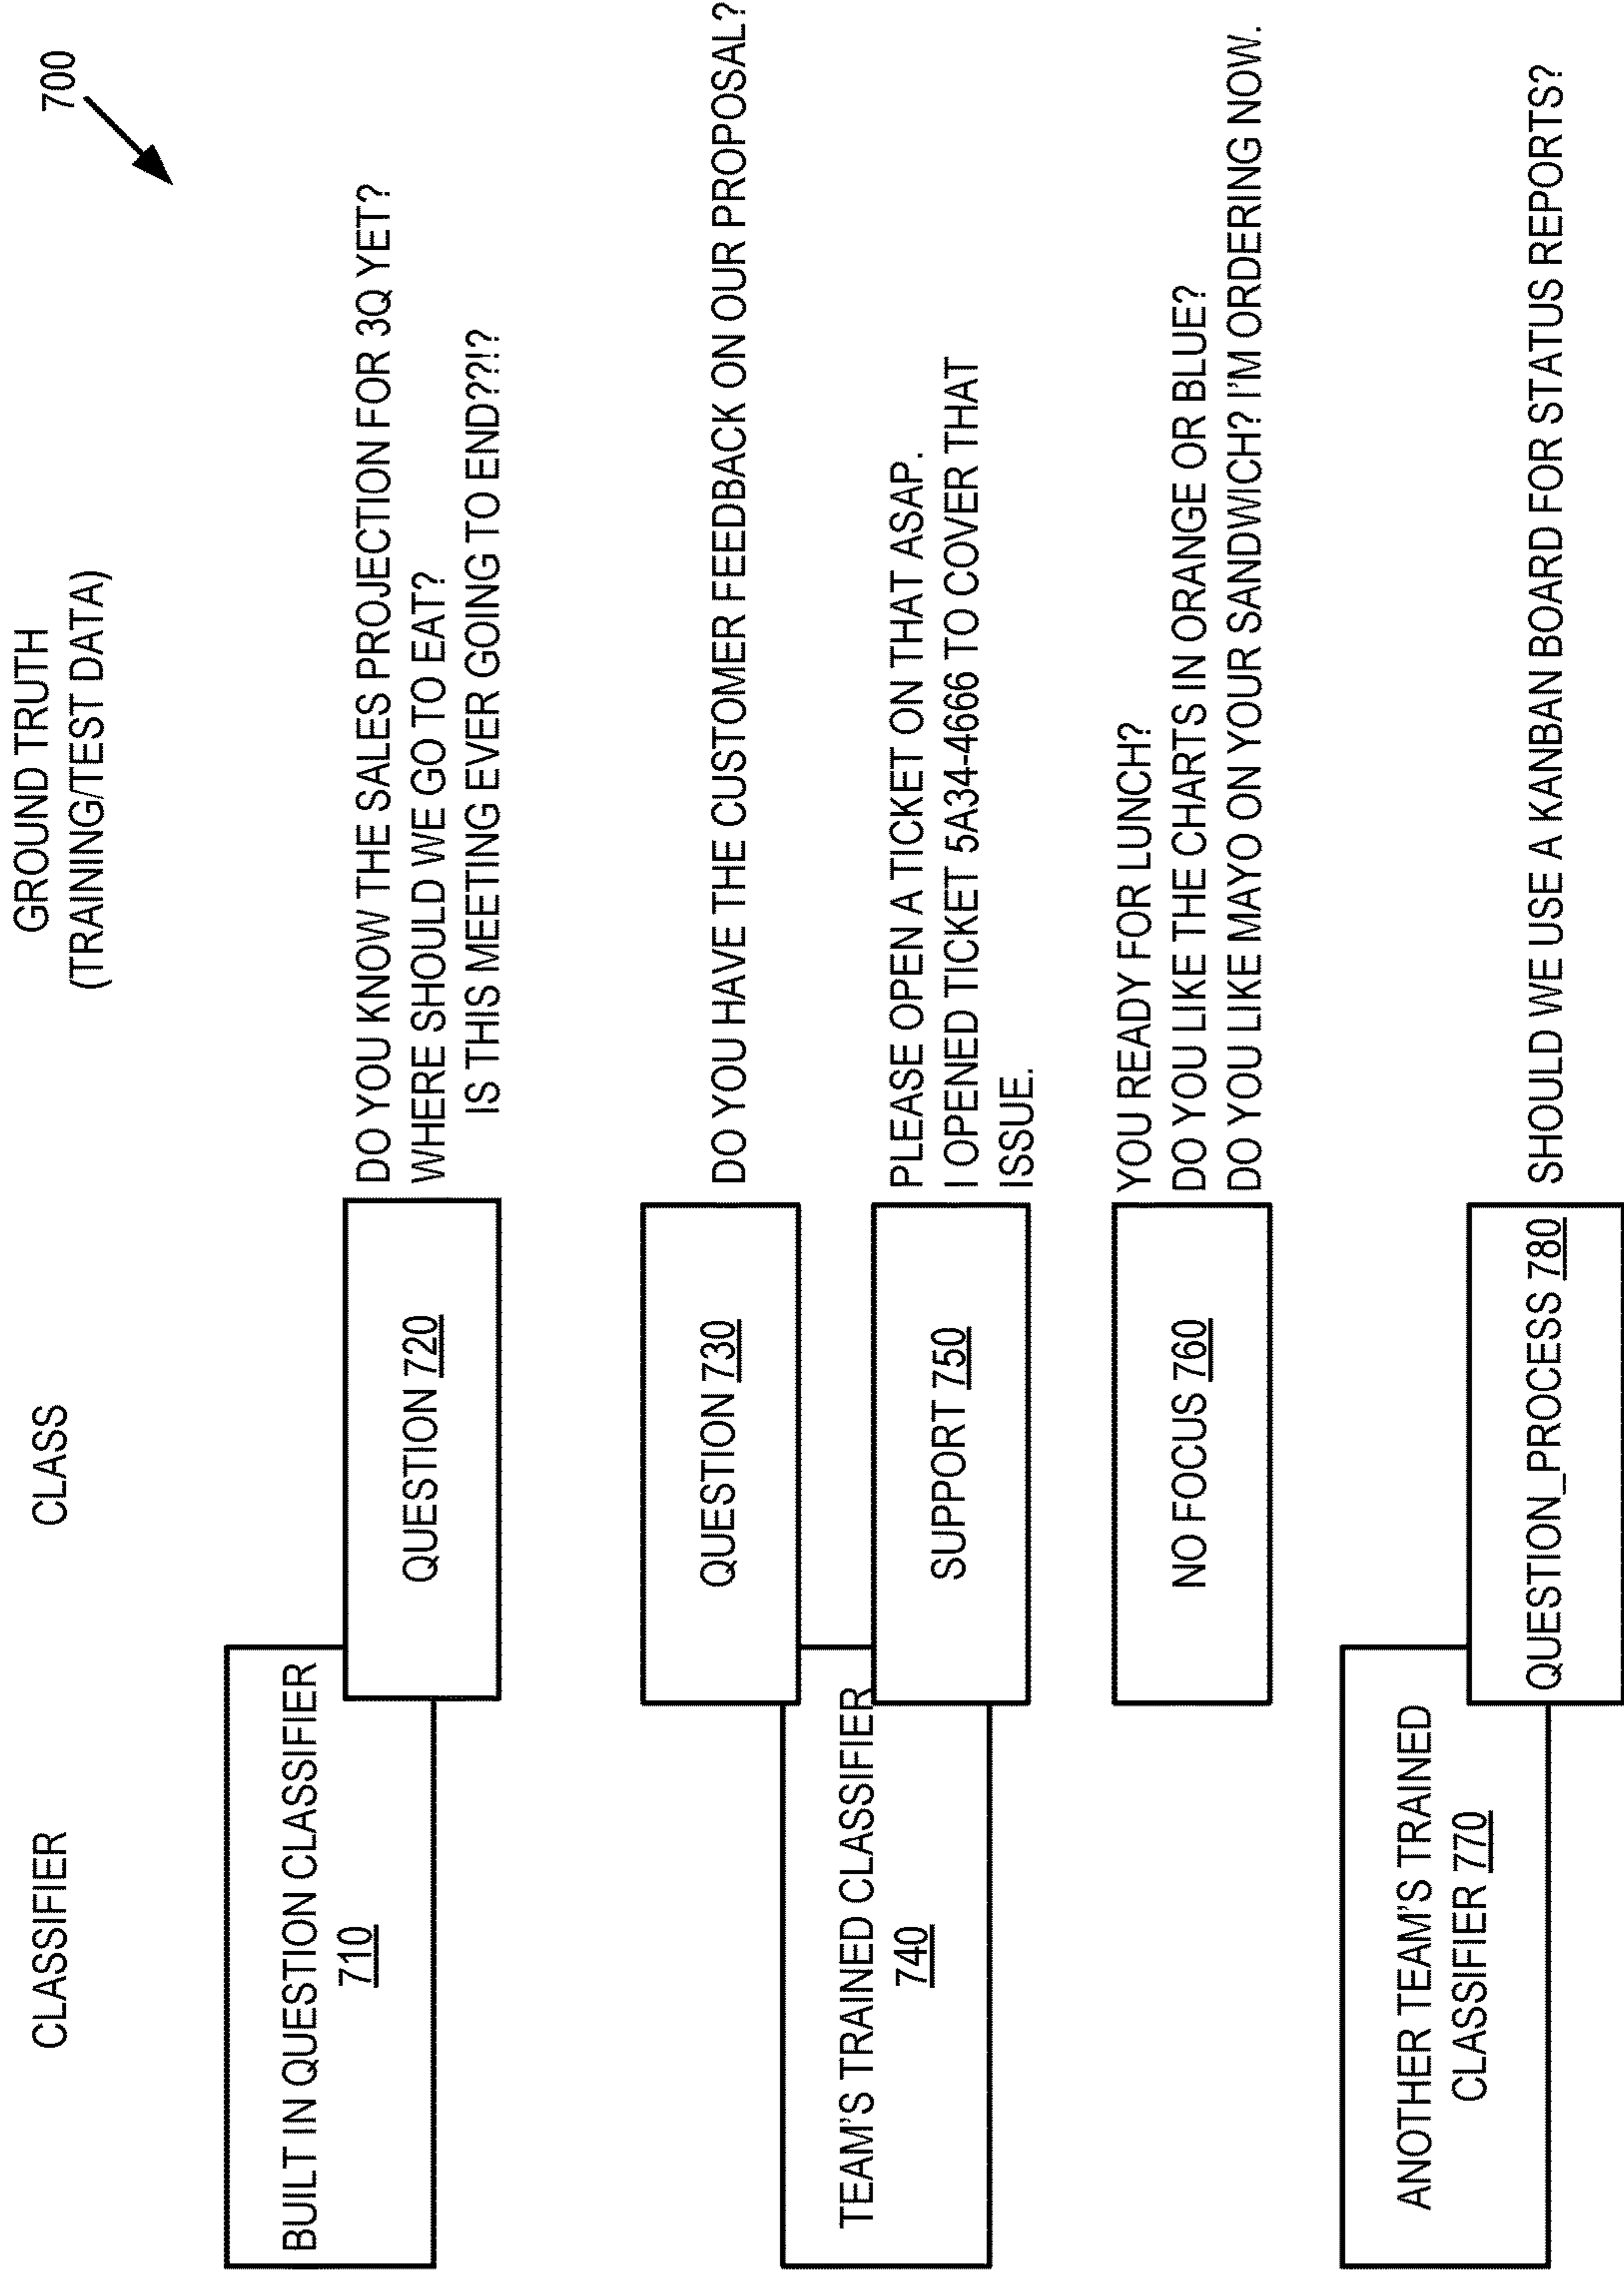 700
CLASSIFIER
CLASS
GROUND TRUTH
(TRAINING/TEST DATA)
BUILT IN QUESTION CLASSIFIER
710
QUESTION 720
DO YOU KNOW THE SALES PROJECTION FOR 3Q YET?
WHERE SHOULD WE GO TO EAT?
IS THIS MEETING EVER GOING TO END??!?
QUESTION 730
DO YOU HAVE THE CUSTOMER FEEDBACK ON OUR PROPOSAL?
TEAM'S TRAINED CLASSIFIER
740
SUPPORT 750
PLEASE OPEN A TICKET ON THAT ASAP.
I OPENED TICKET 5A34-4666 TO COVER THAT
ISSUE.
NO FOCUS 760
YOU READY FOR LUNCH?
DO YOU LIKE THE CHARTS IN ORANGE OR BLUE?
DO YOU LIKE MAYO ON YOUR SANDWICH? I'M ORDERING NOW.
ANOTHER TEAM'S TRAINED
CLASSIFIER 770
QUESTION_PROCESS 780
SHOULD WE USE A KANBAN BOARD FOR STATUS REPORTS?